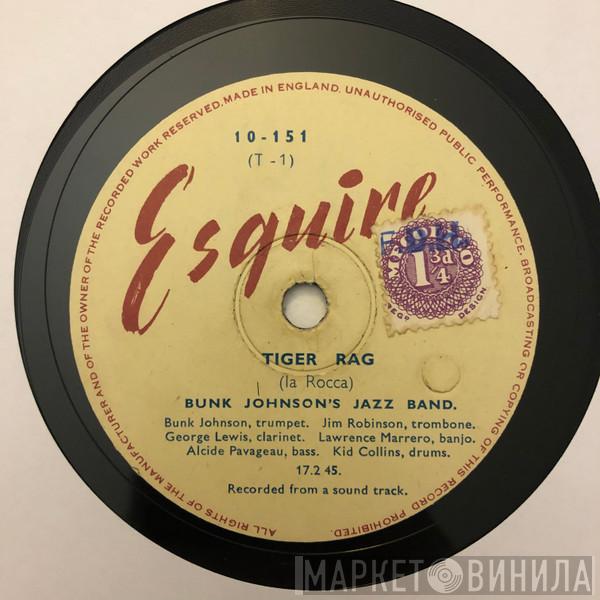 ALL RIGHTS OF THE MANUFACTURER AND OF THE OWNER OF THE RECORDED WORK RESERVED. MADE IN ENGLAND. UNAUTHORISED PUBLIC PERFORMANCE, BROADCASTING OR COPYING OF THIS RECORD PROHIBITED.
10-151
(T-1)
Esquire
MECOLICO
1 3/4 d
REGD DESIGN
TIGER RAG
(la Rocca)
BUNK JOHNSON'S JAZZ BAND.
Bunk Johnson, trumpet. Jim Robinson, trombone.
George Lewis, clarinet. Lawrence Marrero, banjo.
Alcide Pavageau, bass. Kid Collins, drums.
17.2 45.
Recorded from a sound track.
МАРКЕТ ВИНИЛА